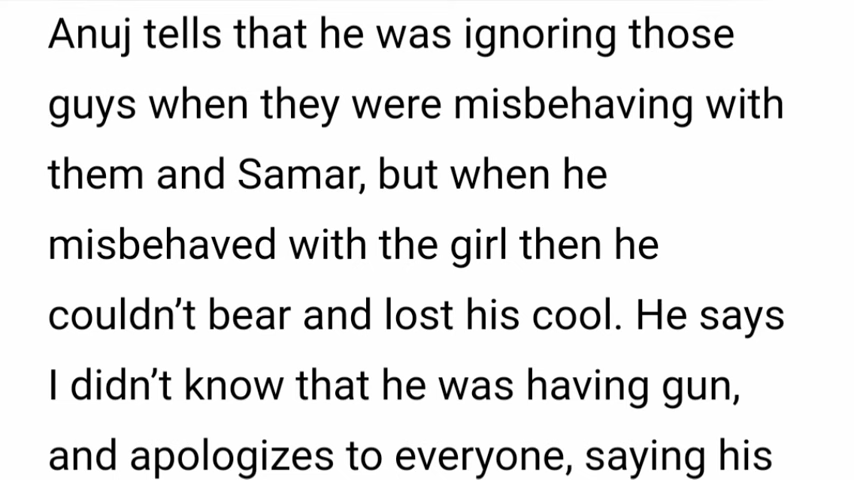 Anuj tells that he was ignoring those
guys when they were misbehaving with
them and Samar, but when he
misbehaved with the girl then he
couldn’t bear and lost his cool. He says
I didn’t know that he was having gun,
and apologizes to everyone, saying his